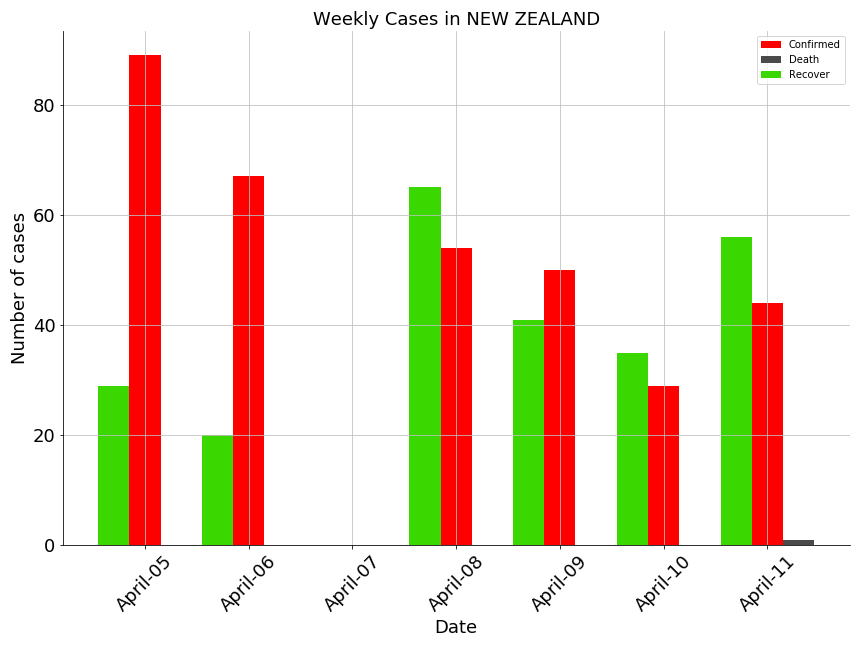 Weekly Cases in NEW ZEALAND
Confirmed
Death
Recover
Number of cases
80
60
40
20
0
April-05
April-06
April-07
April-08
April-09
April-10
April-11
Date